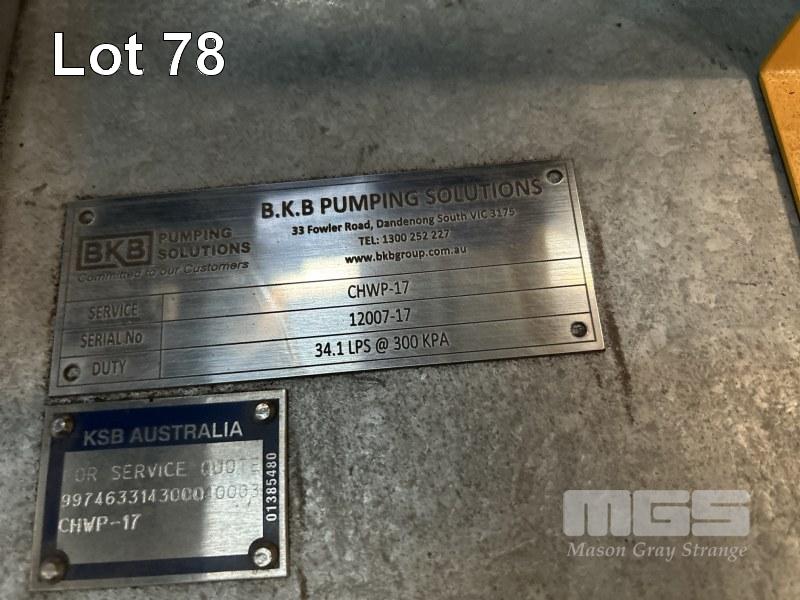 Lot 78
B.K.B PUMPING SOLUTIONS
33 Fowler Road, Dandenong South VIC 3175
TEL: 1300 252 227
www.bkbgroup.com.au
BKB PUMPING SOLUTIONS
Committed to our Customers
SERVICE CHWP-17
SERIAL No 12007-17
DUTY 34.1 LPS @ 300 KPA
KSB AUSTRALIA
OR SERVICE QUOTE
CHWP-17
01385480
MGS
Mason Gray Strange